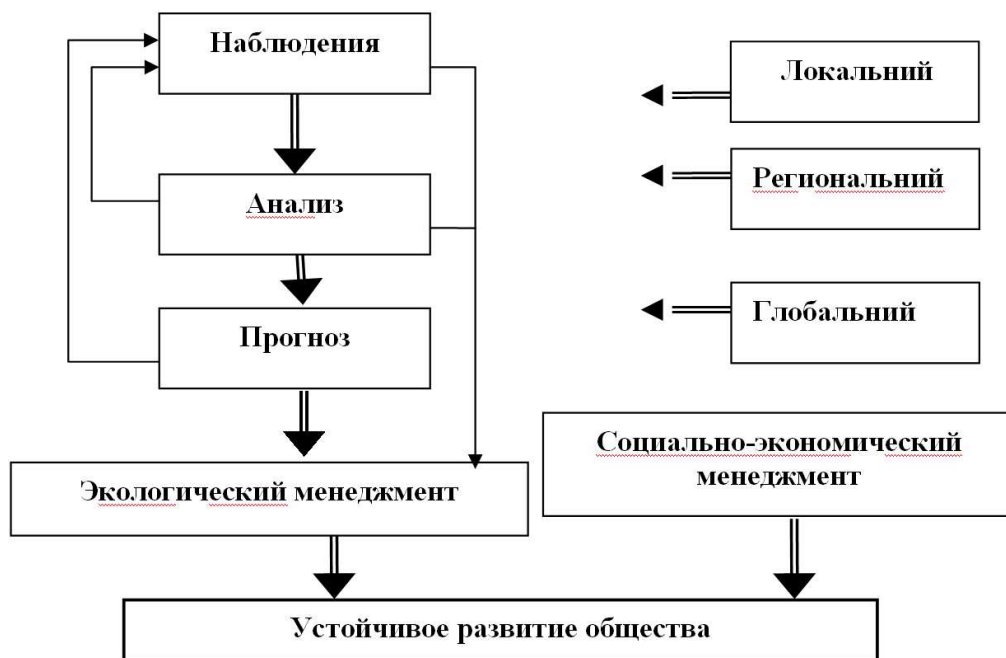 Наблюдения
Анализ
Прогноз
Локальний
Региональний
Глобальний
Экологический менеджмент
Социально-экономический
менеджмент
Устойчивое развитие общества